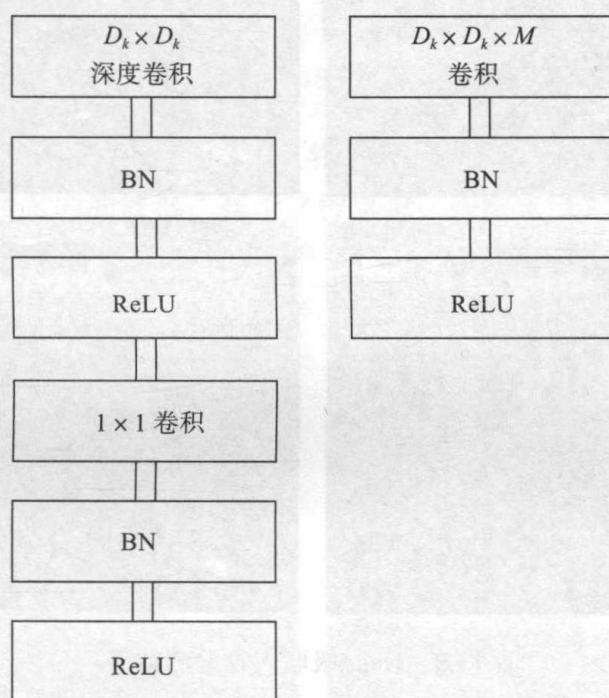 D_k × D_k
深度卷积
BN
ReLU
1 × 1 卷积
BN
ReLU
D_k × D_k × M
卷积
BN
ReLU